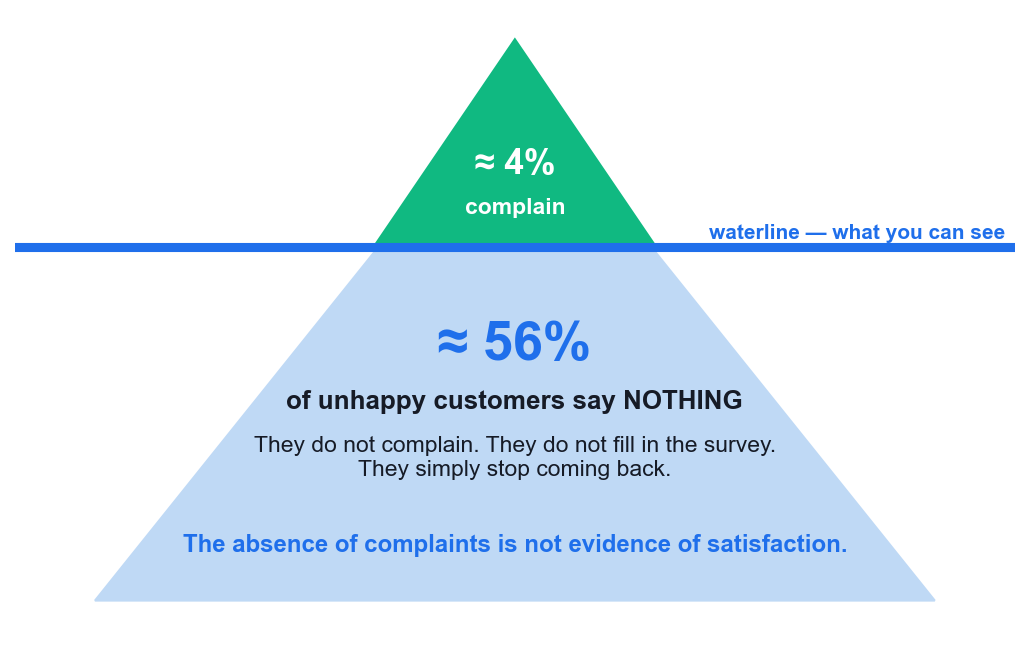 ≈ 4%
complain
waterline — what you can see
≈ 56%
of unhappy customers say NOTHING
They do not complain. They do not fill in the survey.
They simply stop coming back.
The absence of complaints is not evidence of satisfaction.